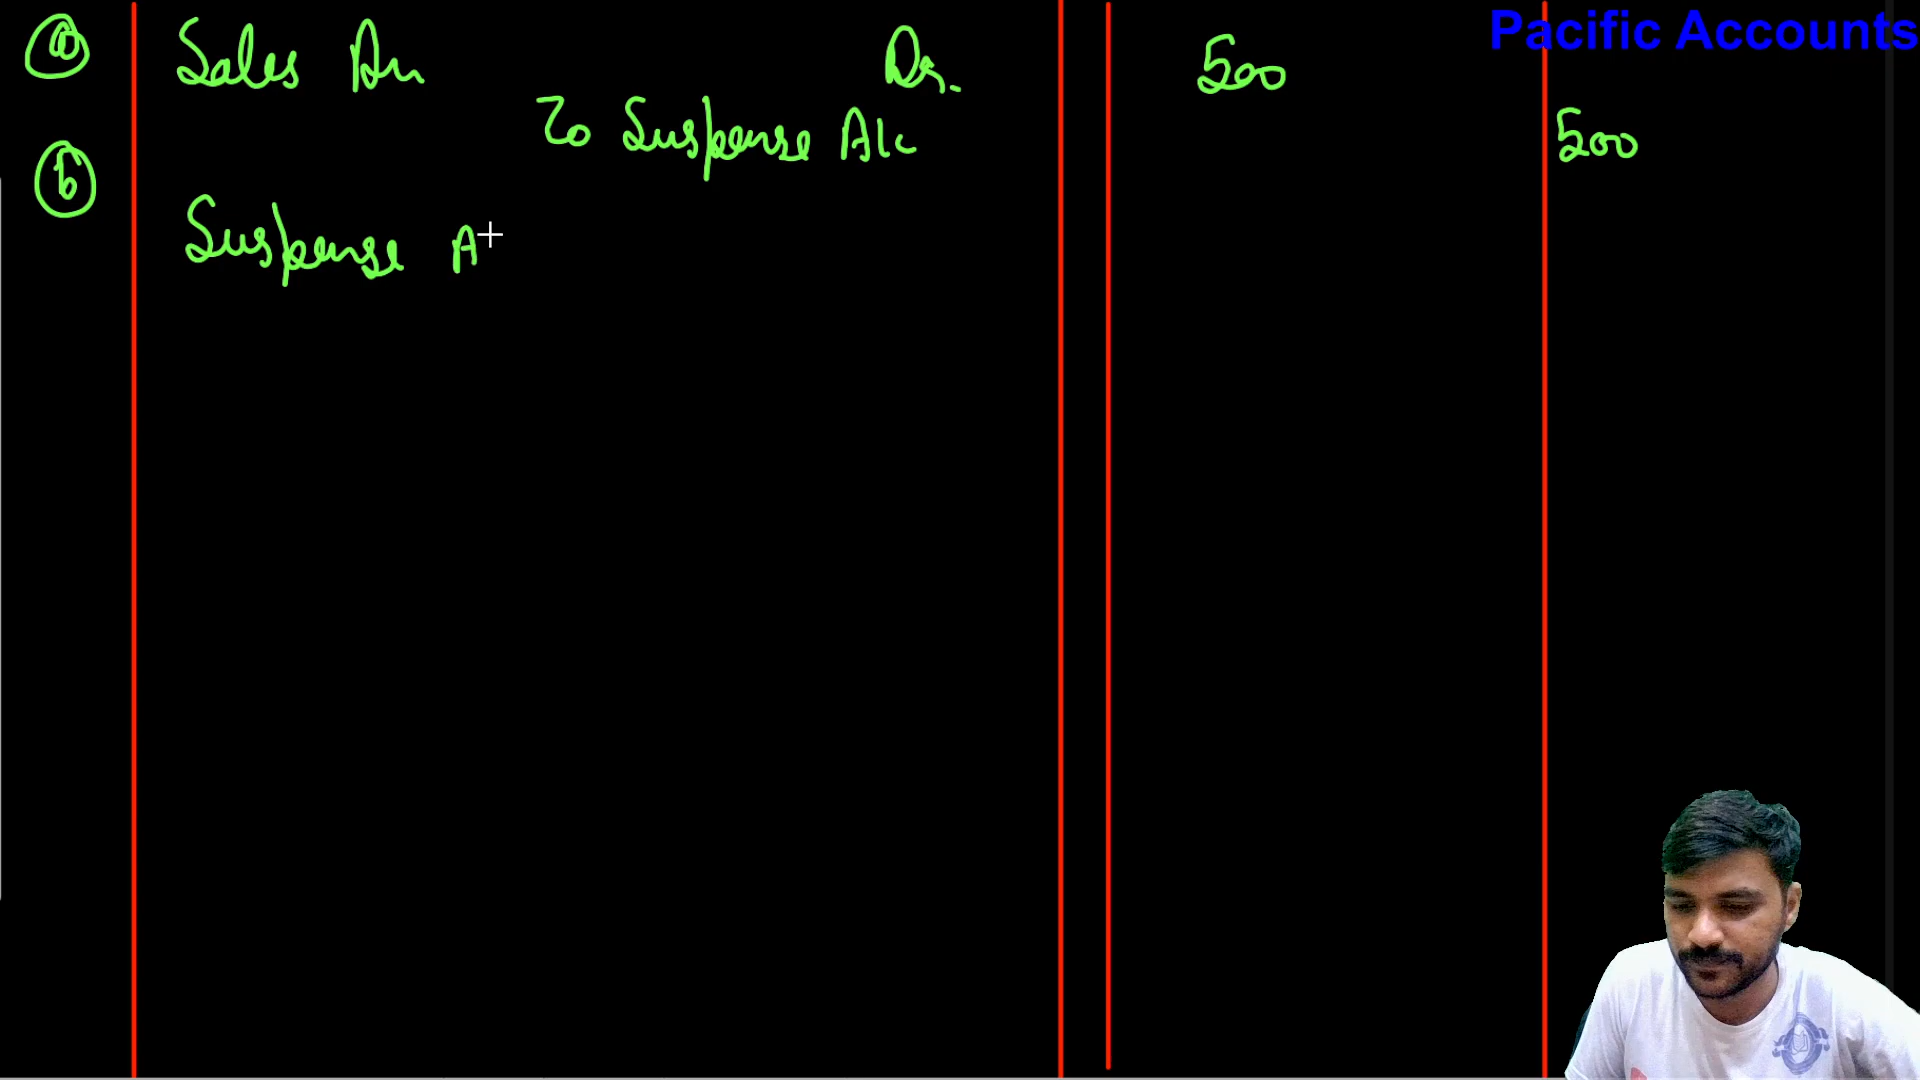 Pacific Accounts
(a) Sales A/c Dr. 500
To Suspense A/c 500
(b)
Suspense A